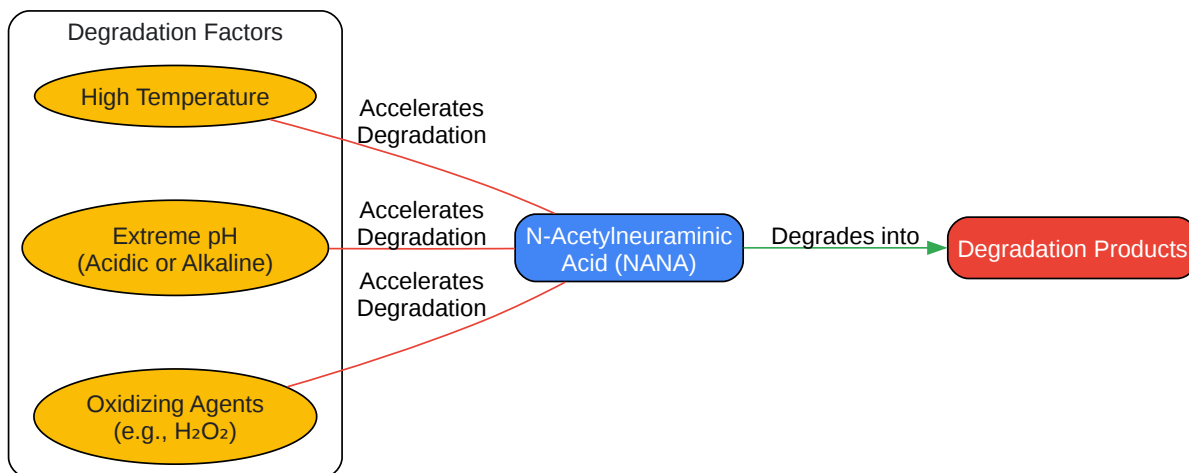 Degradation Factors
High Temperature
Accelerates
Degradation
Extreme pH
(Acidic or Alkaline)
Accelerates
Degradation
Oxidizing Agents
(e.g., H₂O₂)
Accelerates
Degradation
N-Acetylneuraminic
Acid (NANA)
Degrades into
Degradation Products